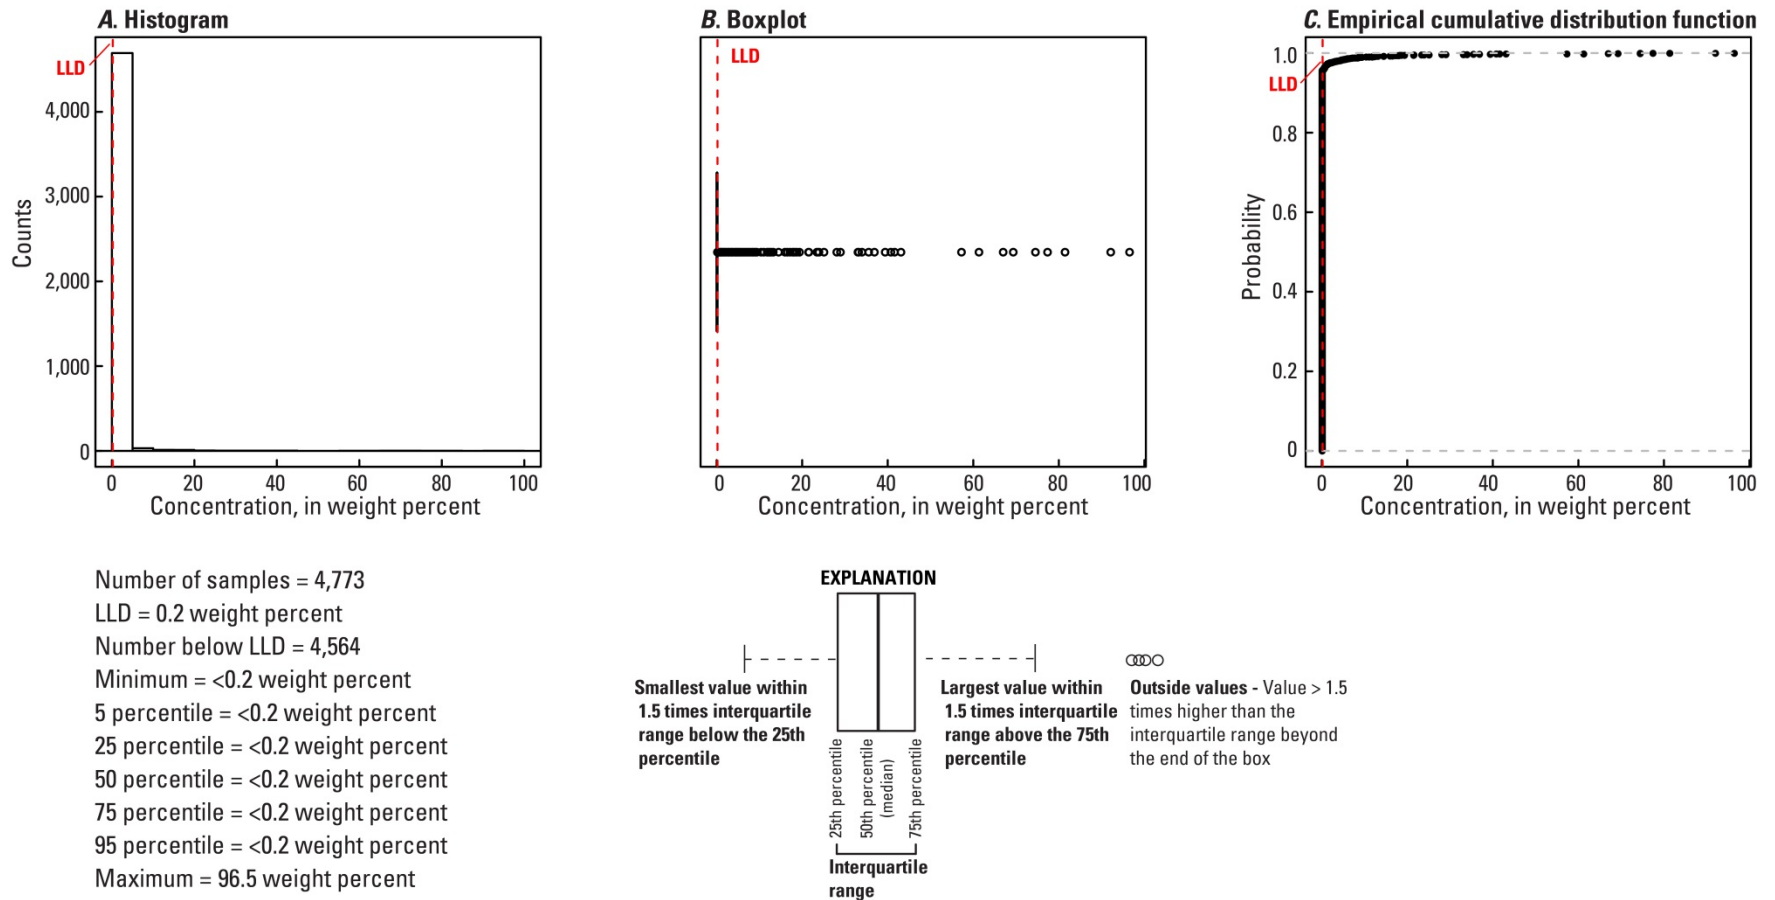 A. Histogram
LLD
4,000
3,000
2,000
1,000
0
Counts
0 20 40 60 80 100
Concentration, in weight percent
B. Boxplot
LLD
0 20 40 60 80 100
Concentration, in weight percent
C. Empirical cumulative distribution function
1.0
LLD
0.8
0.6
0.4
0.2
0
Probability
0 20 40 60 80 100
Concentration, in weight percent
Number of samples = 4,773
LLD = 0.2 weight percent
Number below LLD = 4,564
Minimum = <0.2 weight percent
5 percentile = <0.2 weight percent
25 percentile = <0.2 weight percent
50 percentile = <0.2 weight percent
75 percentile = <0.2 weight percent
95 percentile = <0.2 weight percent
Maximum = 96.5 weight percent
EXPLANATION
Smallest value within
1.5 times interquartile
range below the 25th
percentile
25th percentile
50th percentile
(median)
75th percentile
Interquartile
range
Largest value within
1.5 times interquartile
range above the 75th
percentile
Outside values - Value > 1.5
times higher than the
interquartile range beyond
the end of the box